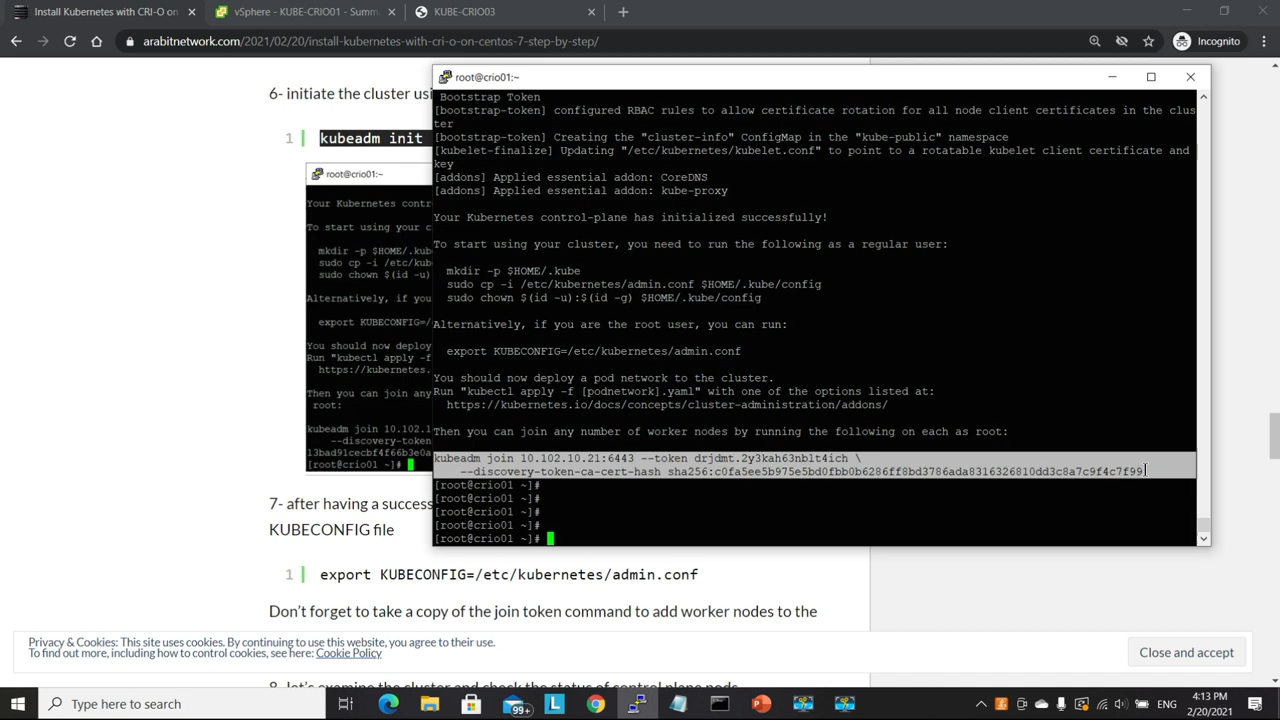 Install Kubernetes with CRI-O on
vSphere - KUBE-CRIO01 - Summ
KUBE-CRIO03
arabitnetwork.com/2021/02/20/install-kubernetes-with-cri-o-on-centos-7-step-by-step/
Incognito
6- initiate the cluster usi
1 kubeadm init
root@crio01:~
Your Kubernetes contr
To start using your c
mkdir -p $HOME/.kub
sudo cp -i /etc/kub
sudo chown $(id -u)
Alternatively, if you
export KUBECONFIG=/
You should now deploy
Run "kubectl apply -f
https://kubernetes.
Then you can join any
root:
kubeadm join 10.102.1
--discovery-token
13bad91cecbf4f66b3e0a
[root@crio01 ~]#
7- after having a success
KUBECONFIG file
1 export KUBECONFIG=/etc/kubernetes/admin.conf
Don't forget to take a copy of the join token command to add worker nodes to the
8- let's examine the cluster and check the status of control plane pods
root@crio01:~
Bootstrap Token
[bootstrap-token] configured RBAC rules to allow certificate rotation for all node client certificates in the clus
ter
[bootstrap-token] Creating the "cluster-info" ConfigMap in the "kube-public" namespace
[kubelet-finalize] Updating "/etc/kubernetes/kubelet.conf" to point to a rotatable kubelet client certificate and
key
[addons] Applied essential addon: CoreDNS
[addons] Applied essential addon: kube-proxy
Your Kubernetes control-plane has initialized successfully!
To start using your cluster, you need to run the following as a regular user:
mkdir -p $HOME/.kube
sudo cp -i /etc/kubernetes/admin.conf $HOME/.kube/config
sudo chown $(id -u):$(id -g) $HOME/.kube/config
Alternatively, if you are the root user, you can run:
export KUBECONFIG=/etc/kubernetes/admin.conf
You should now deploy a pod network to the cluster.
Run "kubectl apply -f [podnetwork].yaml" with one of the options listed at:
https://kubernetes.io/docs/concepts/cluster-administration/addons/
Then you can join any number of worker nodes by running the following on each as root:
kubeadm join 10.102.10.21:6443 --token drjdmt.2y3kah63nblt4ich \
--discovery-token-ca-cert-hash sha256:c0fa5ee5b975e5bd0fbb0b6286ff8bd3786ada8316326810dd3c8a7c9f4c7f99
[root@crio01 ~]#
[root@crio01 ~]#
[root@crio01 ~]#
[root@crio01 ~]#
[root@crio01 ~]#
Privacy & Cookies: This site uses cookies. By continuing to use this website, you agree to their use.
To find out more, including how to control cookies, see here: Cookie Policy
Close and accept
Type here to search
99+
ENG
4:13 PM
2/20/2021